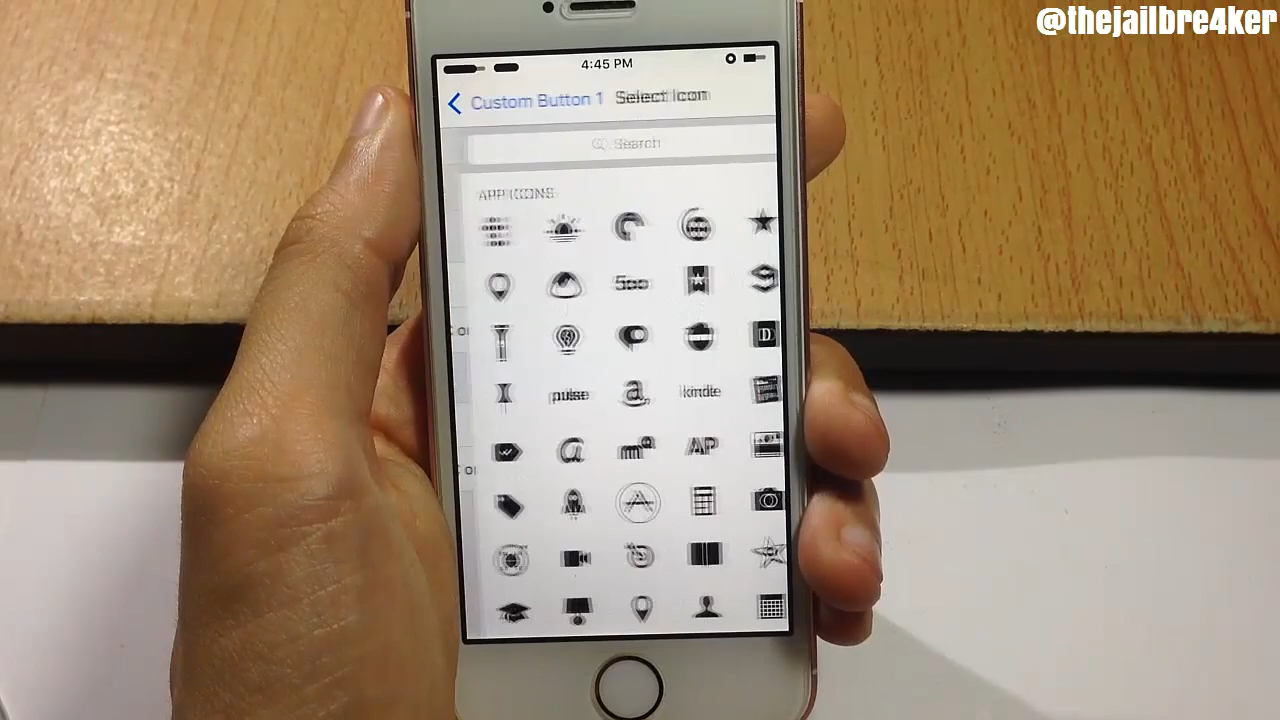 @thejailbre4ker
4:45 PM
Custom Button 1 Select Icon
Search
APP ICONS
500
D
pulse a kindle
@ m AP